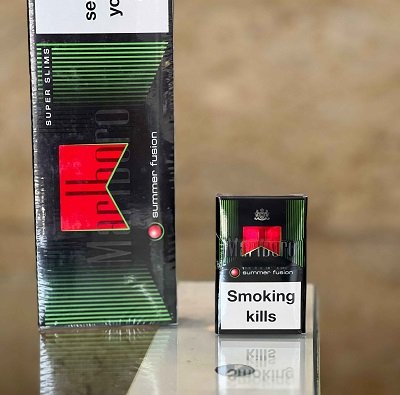 se
yo
SUPER SLIMS
Marlboro
summer fusion
Marlboro
summer fusion
Smoking
kills